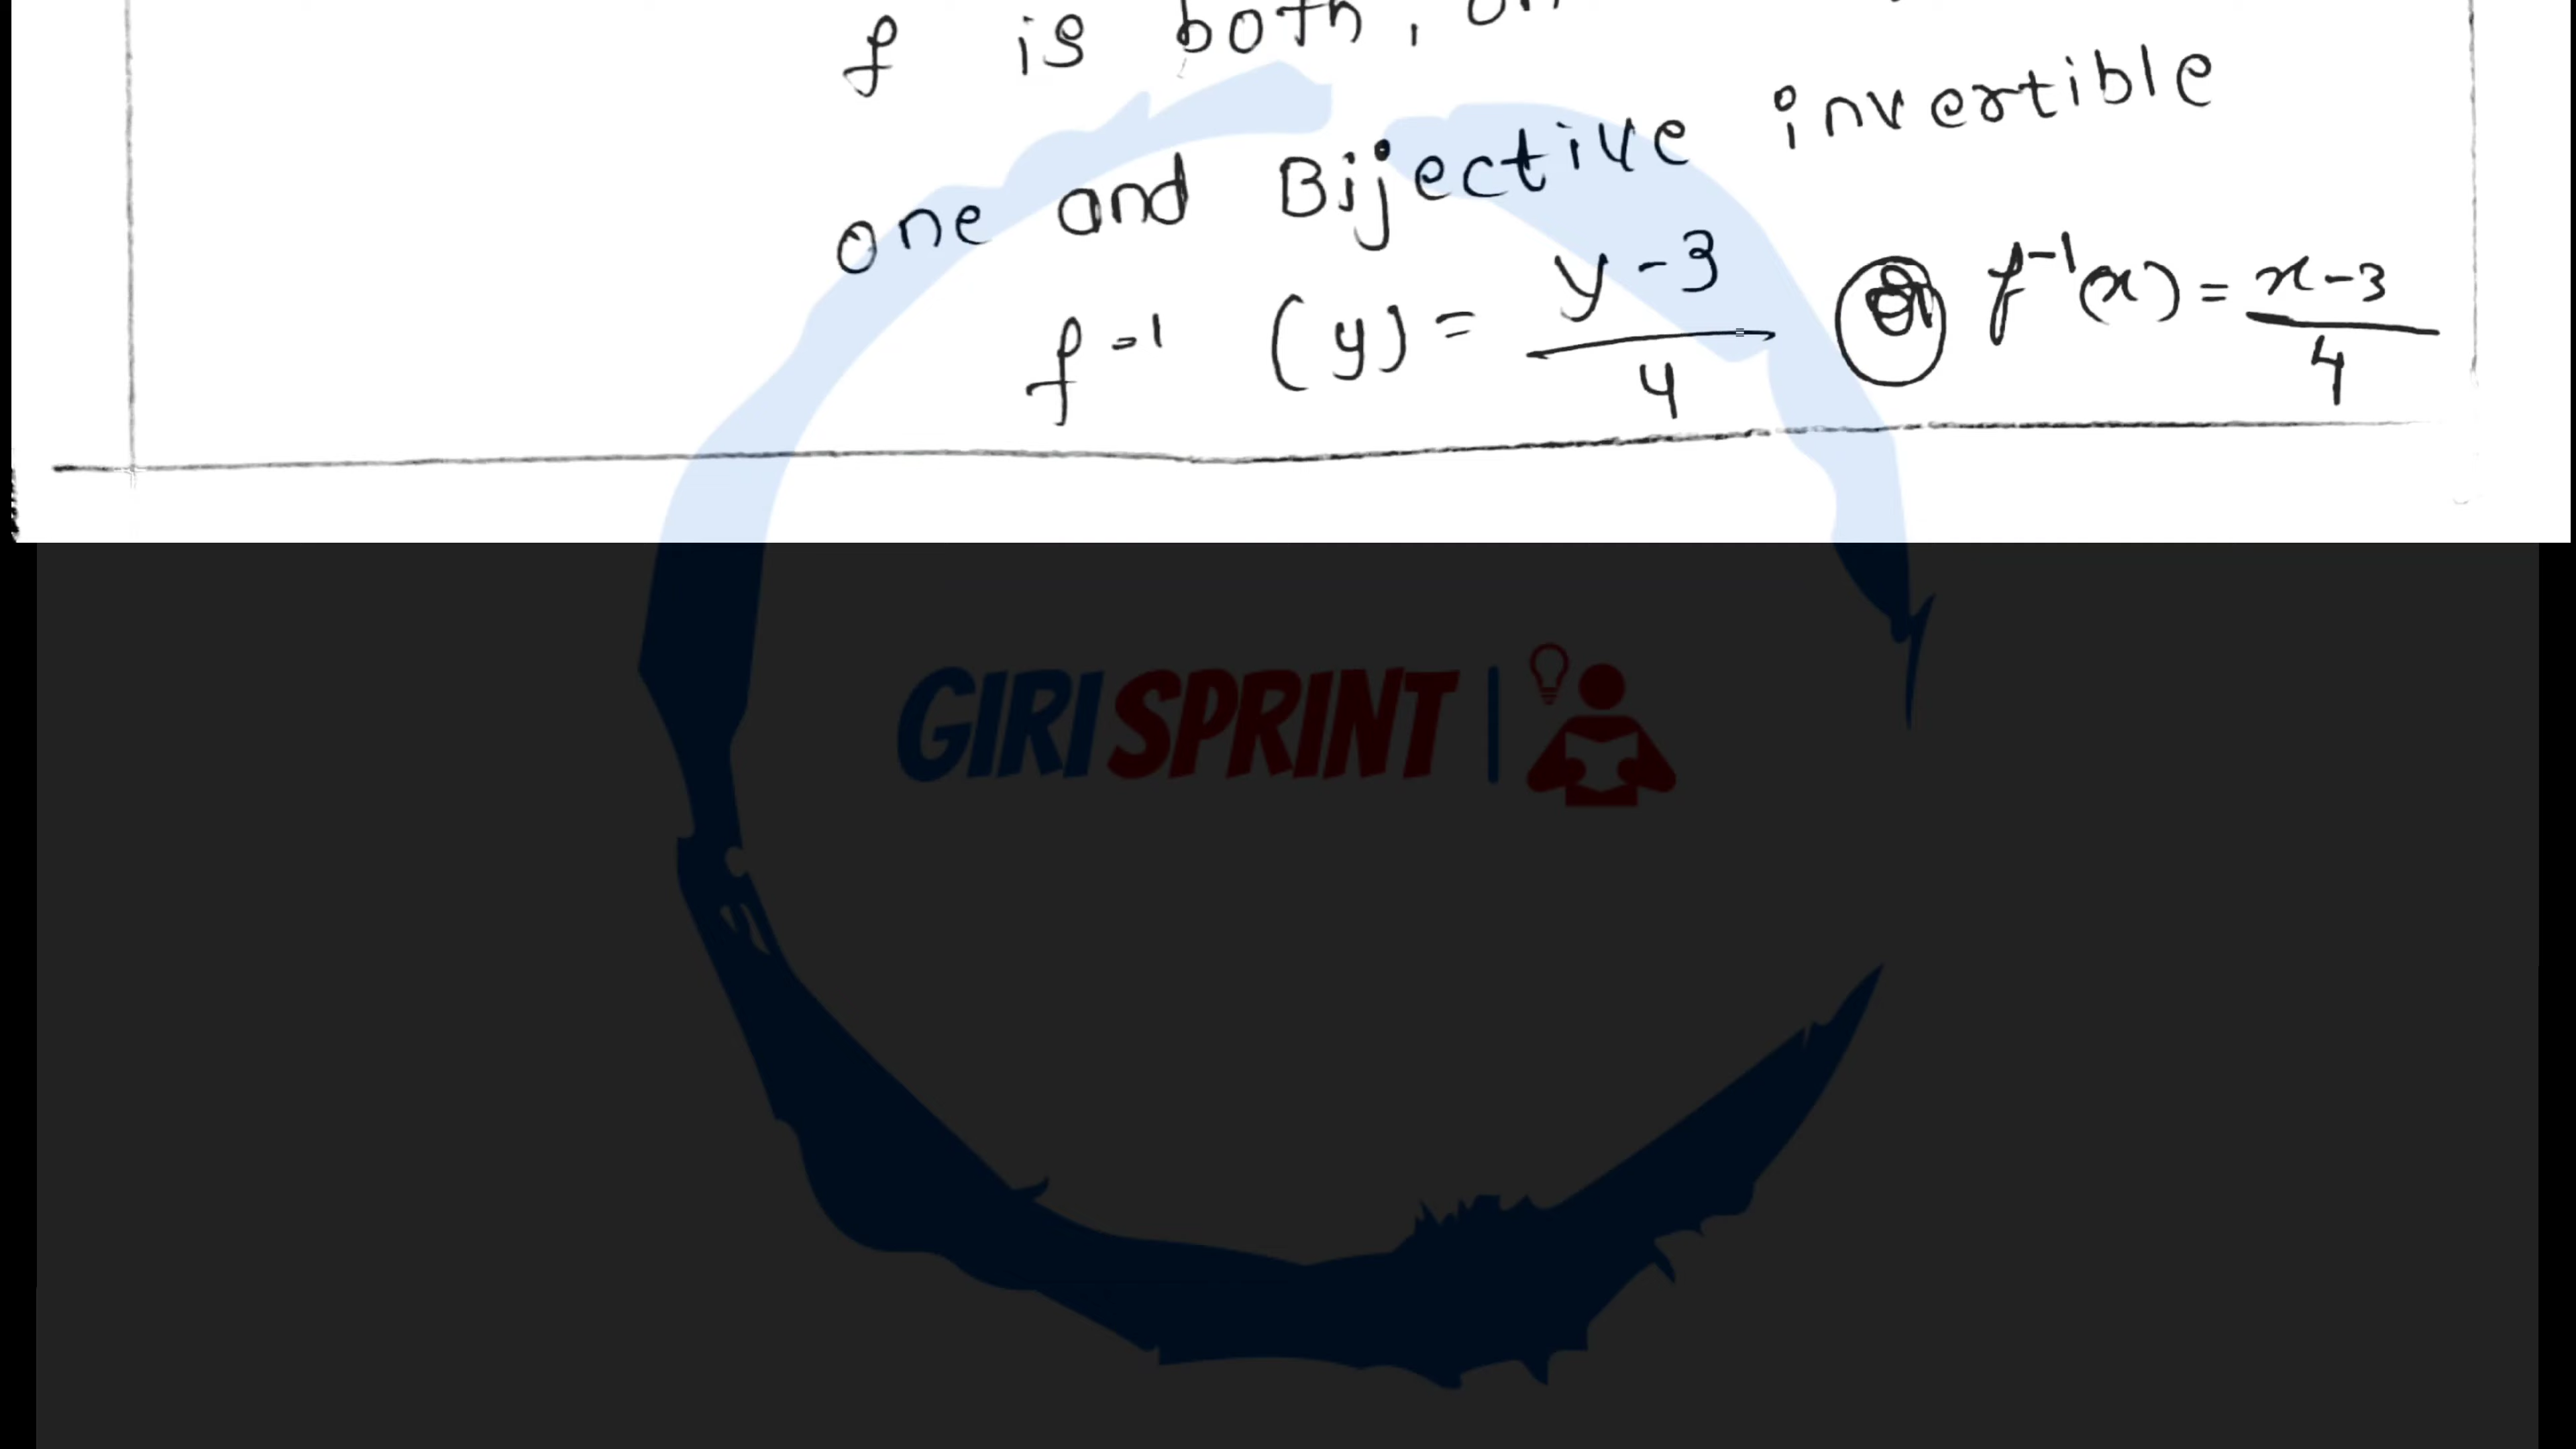 f is both,
one and Bijective invertible
f⁻¹ (y) = y-3/4 or f⁻¹(x) = x-3/4
GIRI SPRINT